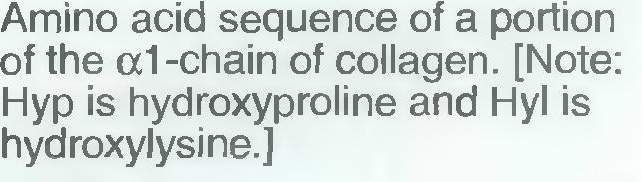 Amino acid sequence of a portion
of the α1-chain of collagen. [Note:
Hyp is hydroxyproline and Hyl is
hydroxylysine.]